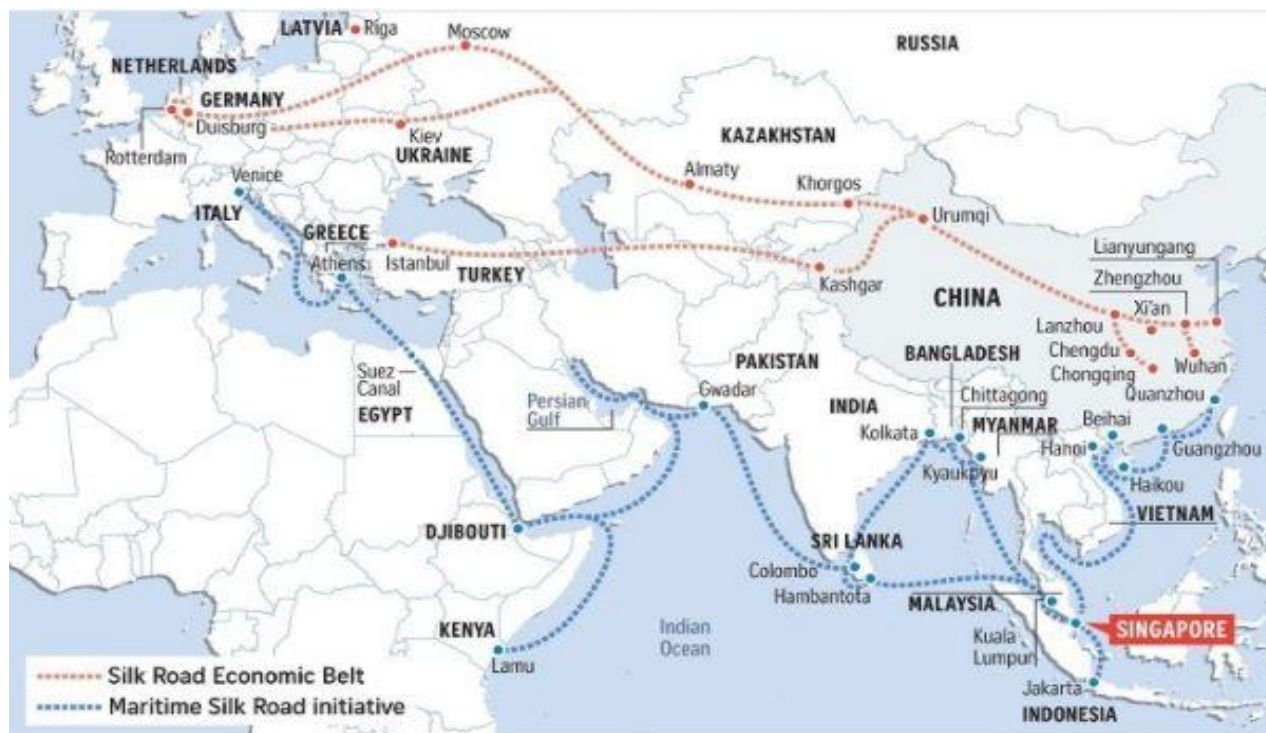 LATVIA
Riga
Moscow
RUSSIA
NETHERLANDS
GERMANY
Duisburg
Rotterdam
Kiev
UKRAINE
KAZAKHSTAN
Almaty
Khorgos
Urumqi
Venice
ITALY
GREECE
Athens
Istanbul
TURKEY
Kashgar
CHINA
Lianyungang
Zhengzhou
Xi'an
Lanzhou
Chengdu
Chongqing
Wuhan
Quanzhou
PAKISTAN
BANGLADESH
Suez
Canal
EGYPT
Persian
Gulf
Gwadar
INDIA
Chittagong
Kolkata
MYANMAR
Kyaukpyu
Beihai
Hanoi
Guangzhou
Haikou
VIETNAM
DJIBOUTI
SRI LANKA
Colombo
Hambantota
MALAYSIA
Kuala
Lumpur
SINGAPORE
KENYA
Lamu
Indian
Ocean
Jakarta
INDONESIA
Silk Road Economic Belt
Maritime Silk Road initiative